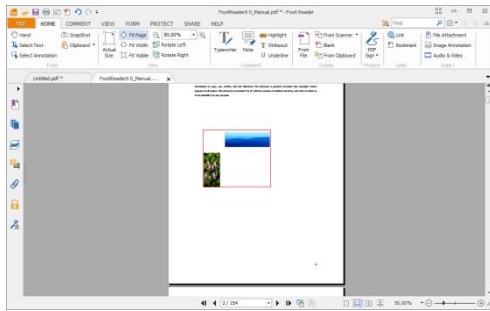 FoxitReader6.0_Manual.pdf * - Foxit Reader
FILE HOME COMMENT VIEW FORM PROTECT SHARE HELP
Find
Hand
Select Text
Select Annotation
SnapShot
Clipboard
Tools
Actual Size
Fit Page
Fit Width
Fit Visible
50.00%
Rotate Left
Rotate Right
View
Typewriter
Note
Highlight
Strikeout
Underline
Comment
From File
From Scanner
Blank
From Clipboard
Create
PDF Sign
Protect
Link
Bookmark
Links
File Attachment
Image Annotation
Audio & Video
Insert
Untitled.pdf *
FoxitReader6.0_Manual....
2 / 154
50.00%